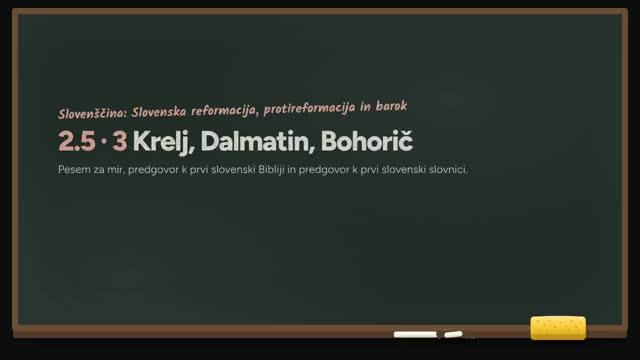 Slovenščina: Slovenska reformacija, protireformacija in barok
2.5 · 3 Krelj, Dalmatin, Bohorič
Pesem za mir, predgovor k prvi slovenski Bibliji in predgovor k prvi slovenski slovnici.